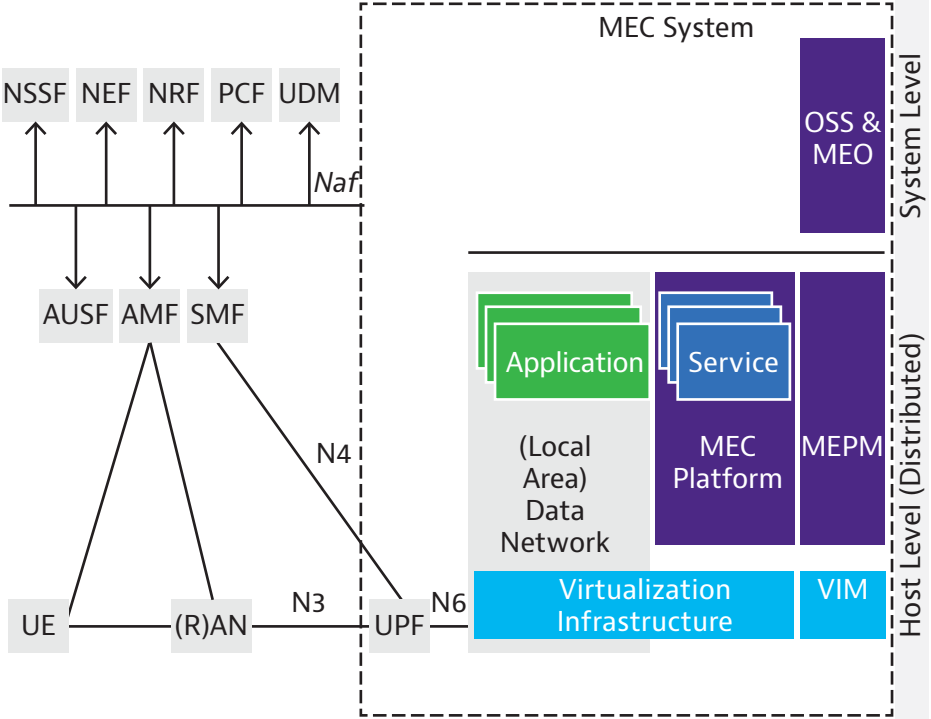 MEC System
NSSF NEF NRF PCF UDM
OSS &
MEO
System Level
Naf
AUSF AMF SMF
Application
Service
N4
(Local
Area)
Data
Network
MEC
Platform
MEPM
Host Level (Distributed)
UE
(R)AN
N3
UPF
N6
Virtualization
Infrastructure
VIM